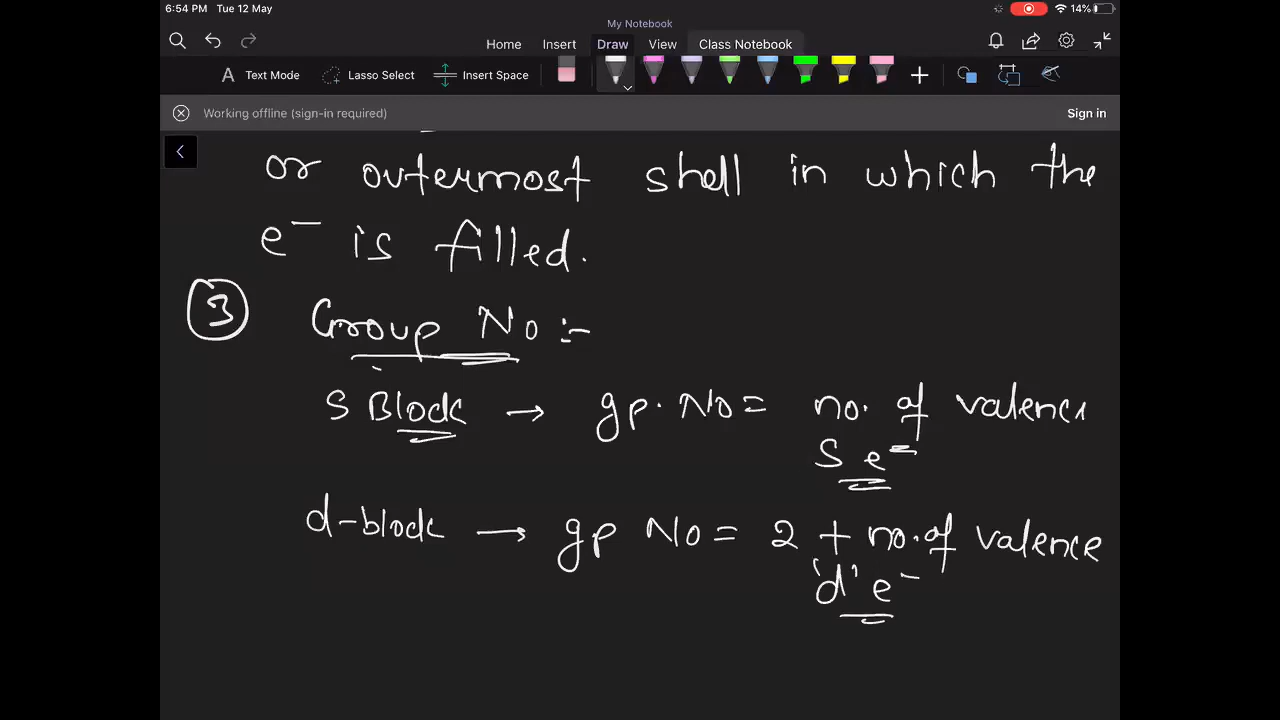 6:54 PM Tue 12 May
14%
My Notebook
Home Insert Draw View Class Notebook
Text Mode Lasso Select Insert Space
Working offline (sign-in required) Sign in
or outermost shell in which the
e⁻ is filled.
3 Group No :-
S Block → gp. No = no. of valence
S e⁻
d-block → gp No = 2 + no. of valence
'd' e⁻